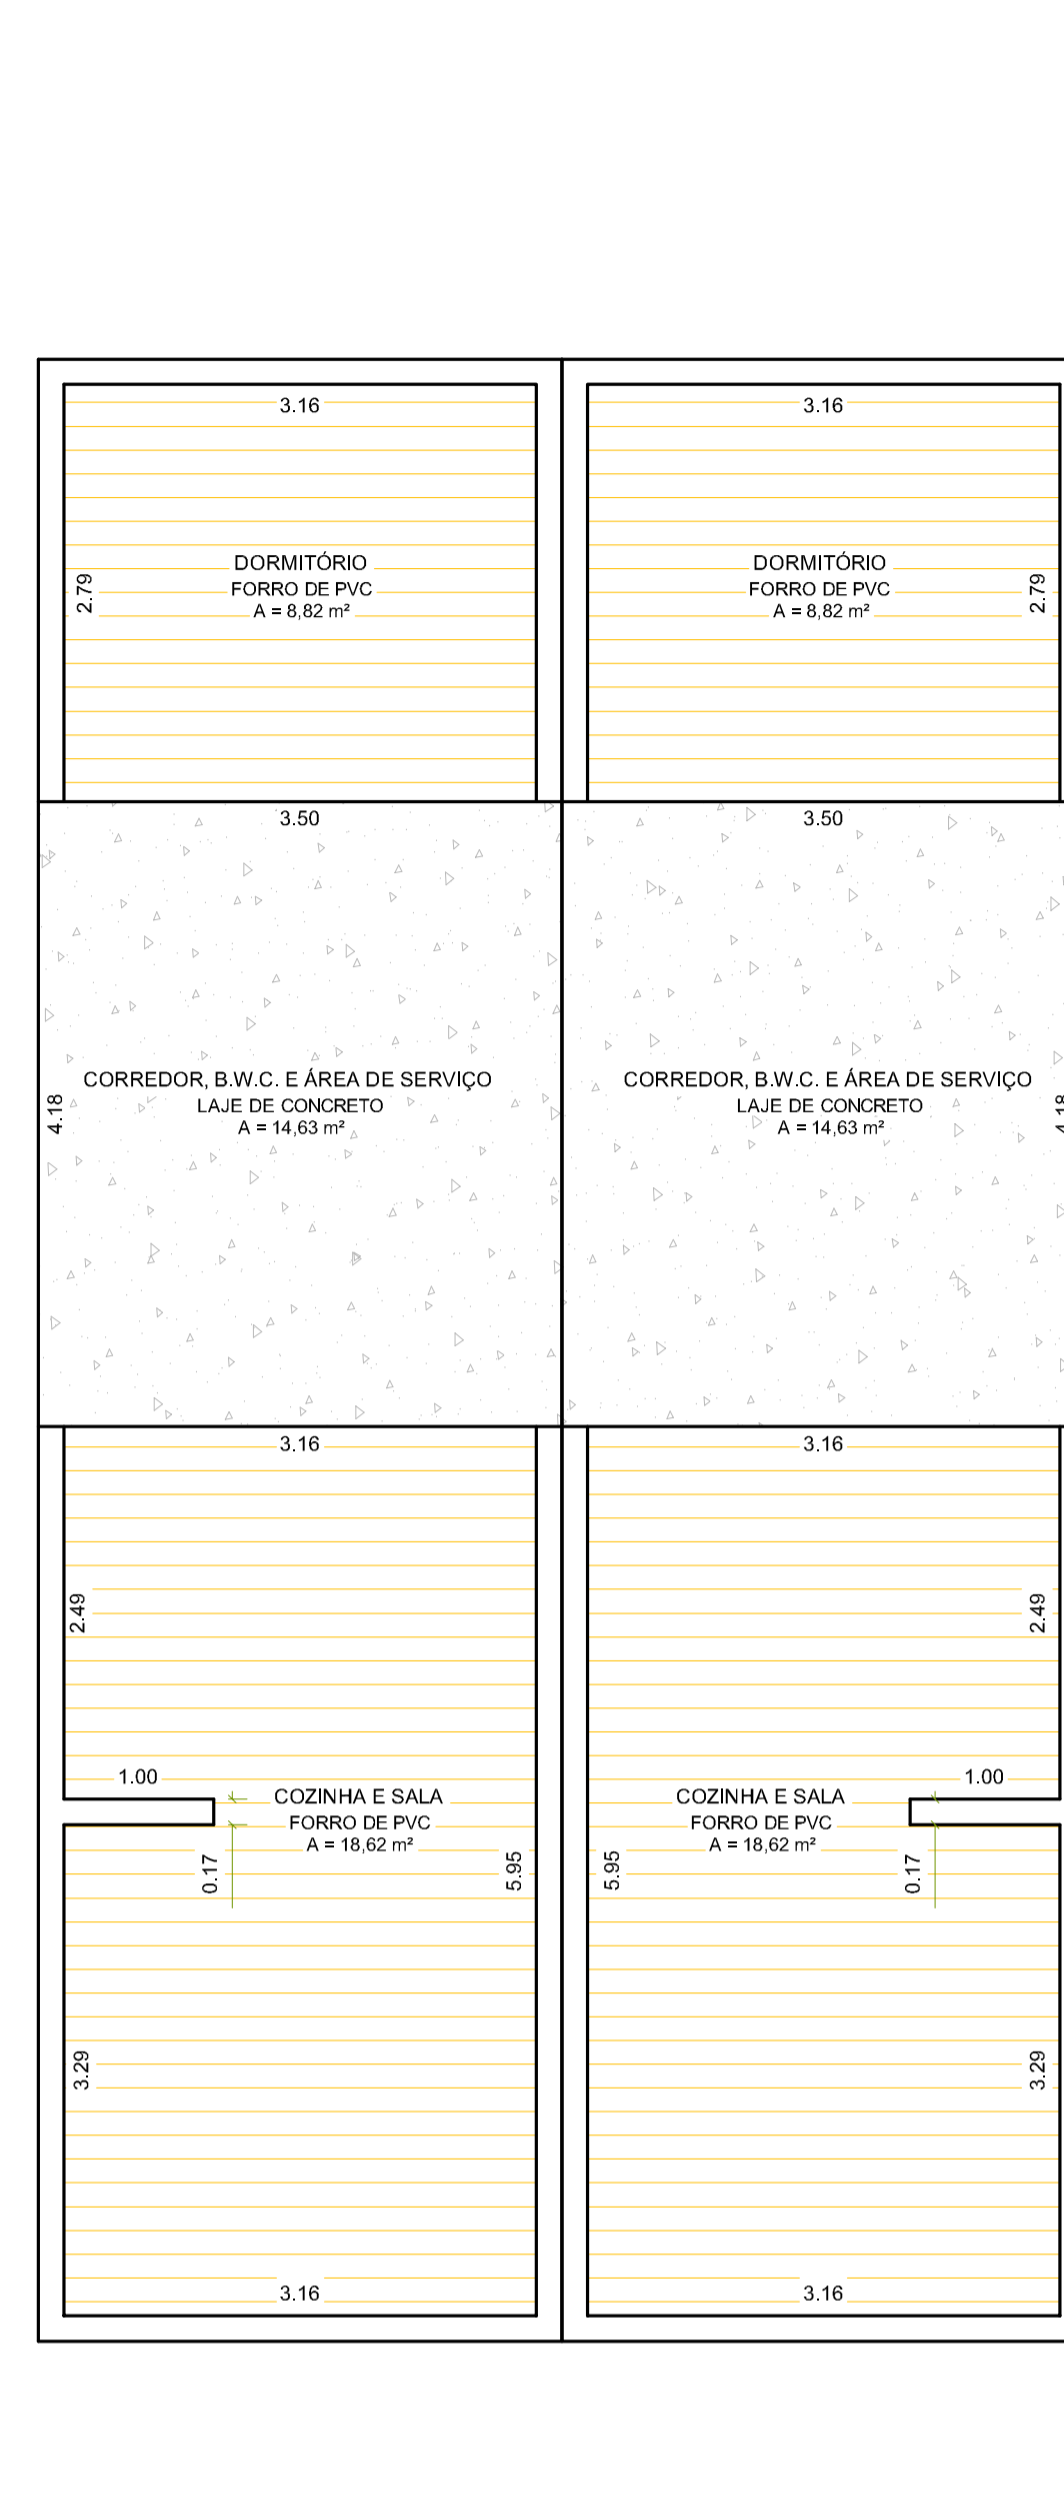 3.16
3.16
DORMITÓRIO
FORRO DE PVC
A = 8,82 m²
2.79
DORMITÓRIO
FORRO DE PVC
A = 8,82 m²
2.79
3.50
3.50
CORREDOR, B.W.C. E ÁREA DE SERVIÇO
LAJE DE CONCRETO
A = 14,63 m²
4.18
CORREDOR, B.W.C. E ÁREA DE SERVIÇO
LAJE DE CONCRETO
A = 14,63 m²
4.18
3.16
3.16
2.49
2.49
1.00
1.00
COZINHA E SALA
FORRO DE PVC
A = 18,62 m²
COZINHA E SALA
FORRO DE PVC
A = 18,62 m²
0.17
5.95
5.95
0.17
3.29
3.29
3.16
3.16